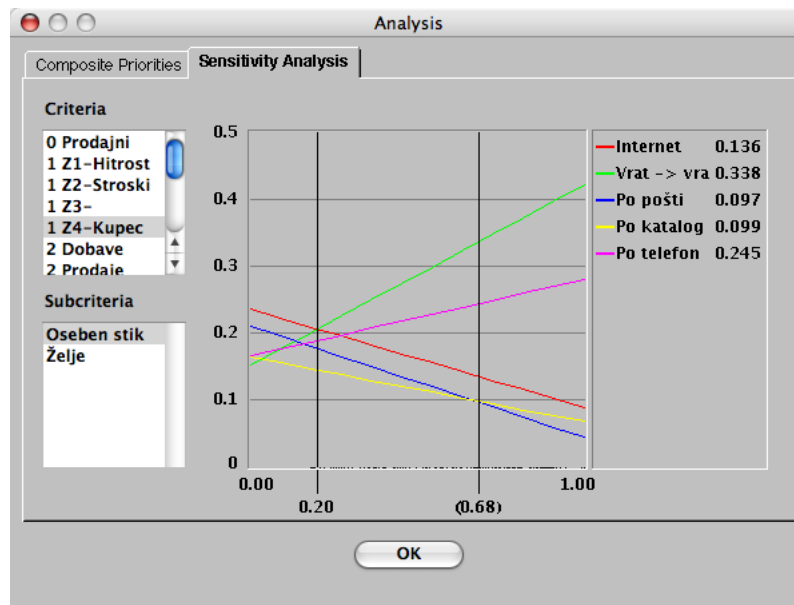 Analysis
Composite Priorities
Sensitivity Analysis
Criteria
0 Prodajni
1 Z1-Hitrost
1 Z2-Stroski
1 Z3-
1 Z4-Kupec
2 Dobave
2 Prodaje
Subcriteria
Oseben stik
Želje
0.5
0.4
0.3
0.2
0.1
0
0.00
1.00
0.20
(0.68)
Internet 0.136
Vrat -> vra 0.338
Po pošti 0.097
Po katalog 0.099
Po telefon 0.245
OK